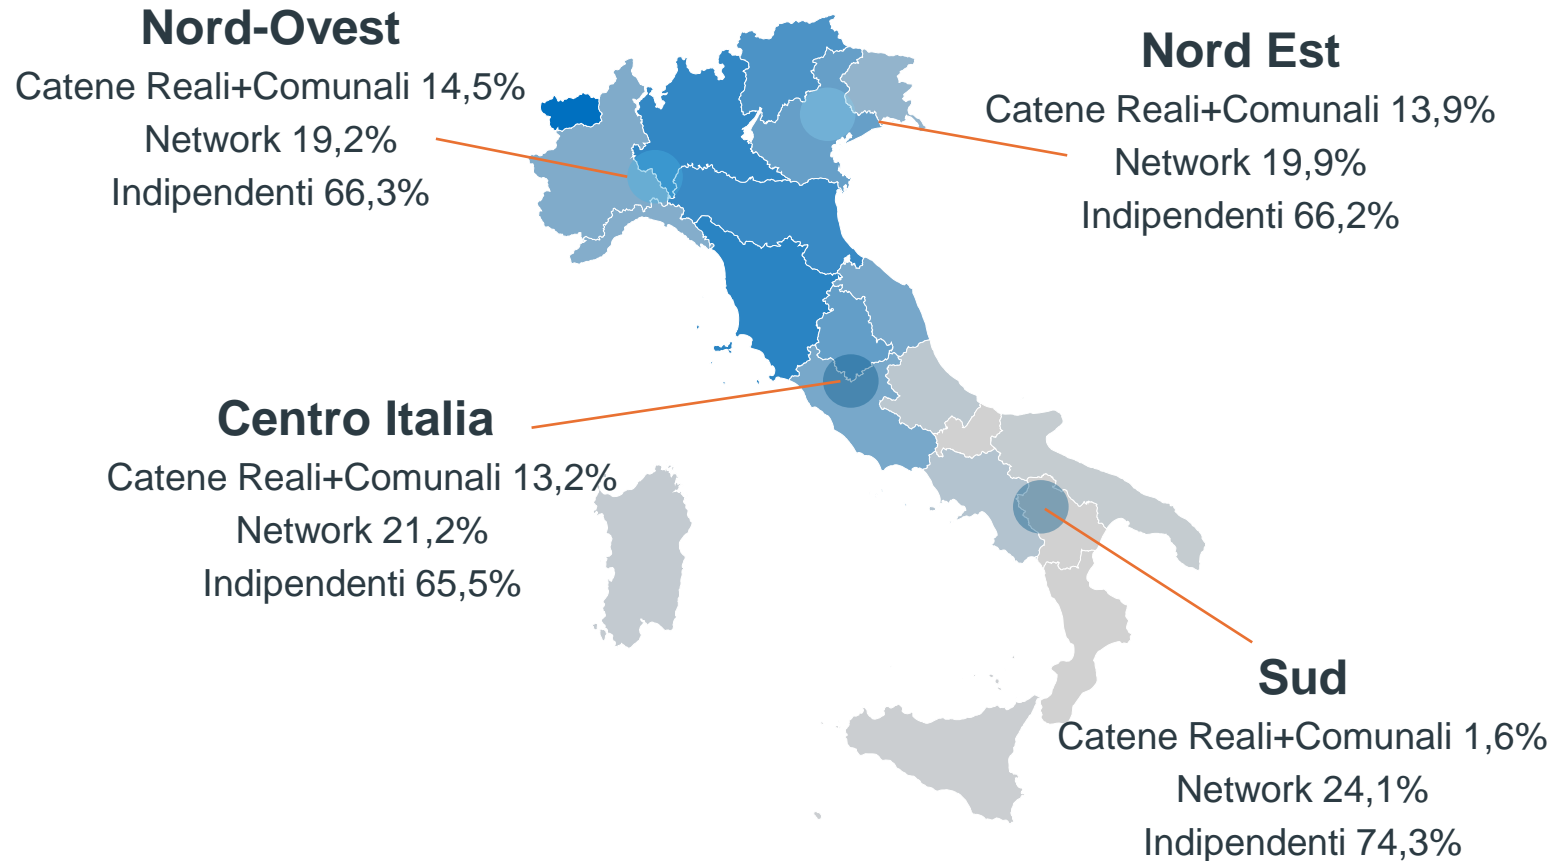 Nord-Ovest
Catene Reali+Comunali 14,5%
Network 19,2%
Indipendenti 66,3%
Nord Est
Catene Reali+Comunali 13,9%
Network 19,9%
Indipendenti 66,2%
Centro Italia
Catene Reali+Comunali 13,2%
Network 21,2%
Indipendenti 65,5%
Sud
Catene Reali+Comunali 1,6%
Network 24,1%
Indipendenti 74,3%